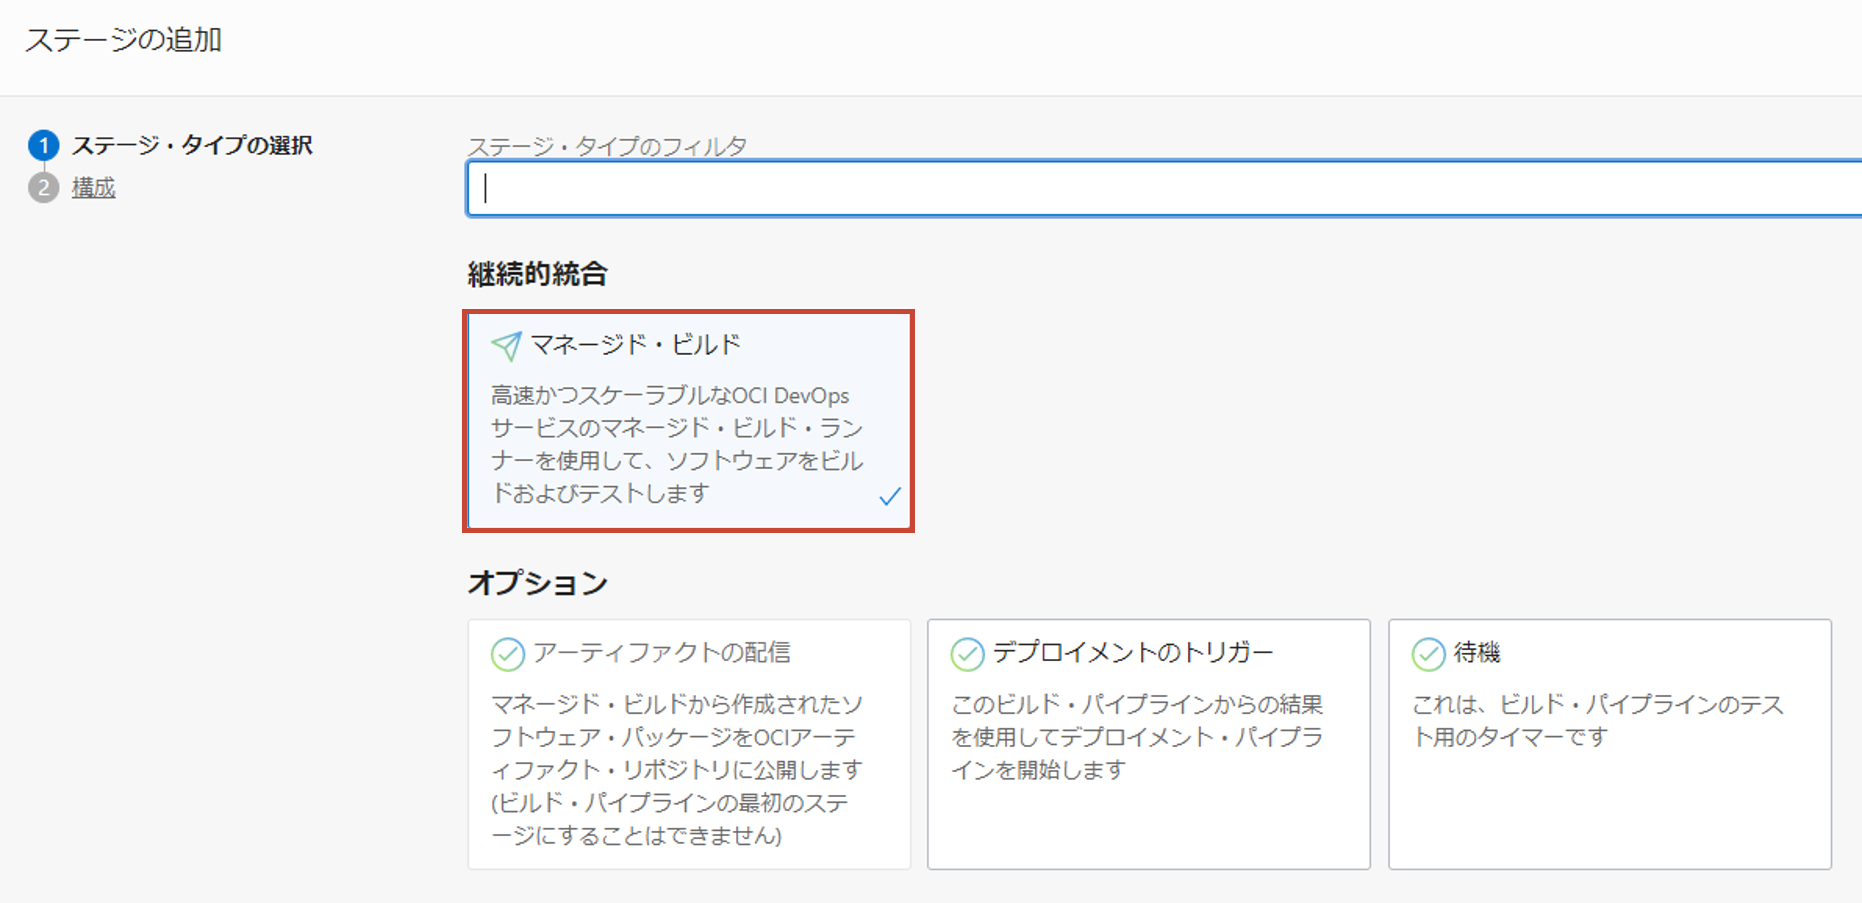 ステージの追加
1 ステージ・タイプの選択
2 構成
ステージ・タイプのフィルタ
継続的統合
マネージド・ビルド
高速かつスケーラブルなOCI DevOps
サービスのマネージド・ビルド・ラン
ナーを使用して、ソフトウェアをビル
ドおよびテストします
オプション
アーティファクトの配信
マネージド・ビルドから作成されたソ
フトウェア・パッケージをOCIアーテ
ィファクト・リポジトリに公開します
(ビルド・パイプラインの最初のステ
ージにすることはできません)
デプロイメントのトリガー
このビルド・パイプラインからの結果
を使用してデプロイメント・パイプラ
インを開始します
待機
これは、ビルド・パイプラインのテス
ト用のタイマーです